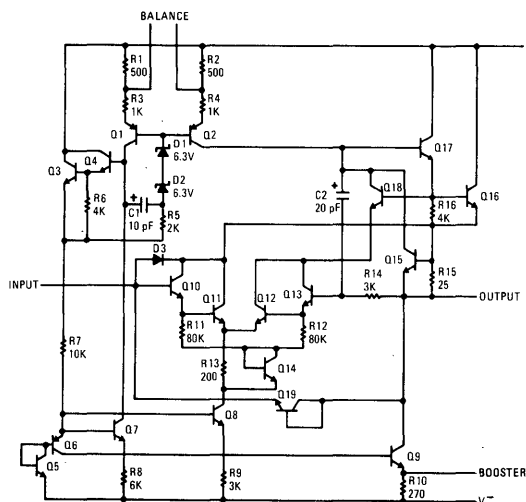 BALANCE
R1
500
R2
500
R3
1K
R4
1K
Q1
Q2
D1
6.3V
Q17
Q3
Q4
D2
6.3V
Q18
R6
4K
C1
10 pF
R5
2K
C2
20 pF
R16
4K
Q16
D3
Q15
INPUT
Q10
Q11
Q12
Q13
R14
3K
R15
25
OUTPUT
R11
80K
R12
80K
R7
10K
R13
200
Q14
Q19
Q8
Q6
Q7
Q9
Q5
BOOSTER
R8
6K
R9
3K
R10
270
V−